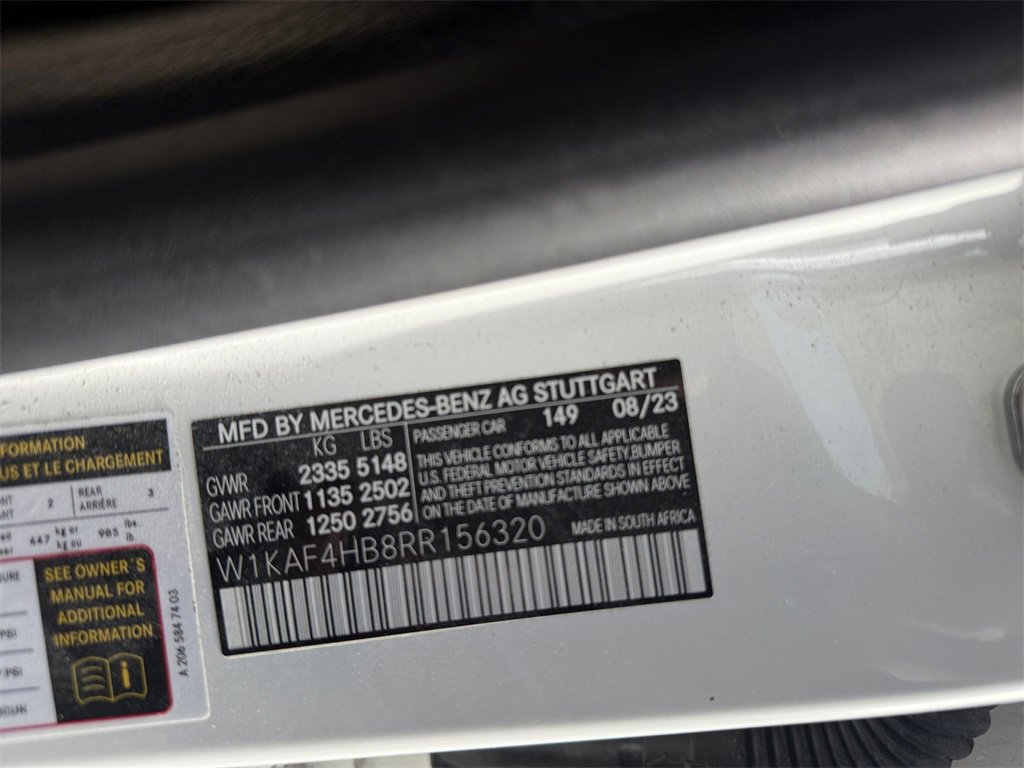 MFD BY MERCEDES-BENZ AG STUTTGART
KG LBS
GVWR 2335 5148
GAWR FRONT 1135 2502
GAWR REAR 1250 2756
PASSENGER CAR 149 08/23
THIS VEHICLE CONFORMS TO ALL APPLICABLE
U.S. FEDERAL MOTOR VEHICLE SAFETY,BUMPER
AND THEFT PREVENTION STANDARDS IN EFFECT
ON THE DATE OF MANUFACTURE SHOWN ABOVE
W1KAF4HB8RR156320
MADE IN SOUTH AFRICA
US ET LE CHARGEMENT
2 REAR 3
ARRIÈRE
447 kg or 985 lbs.
kg ou lb.
SEE OWNER´S
MANUAL FOR
ADDITIONAL
INFORMATION
PSI
PSI
A 206 584 74 03